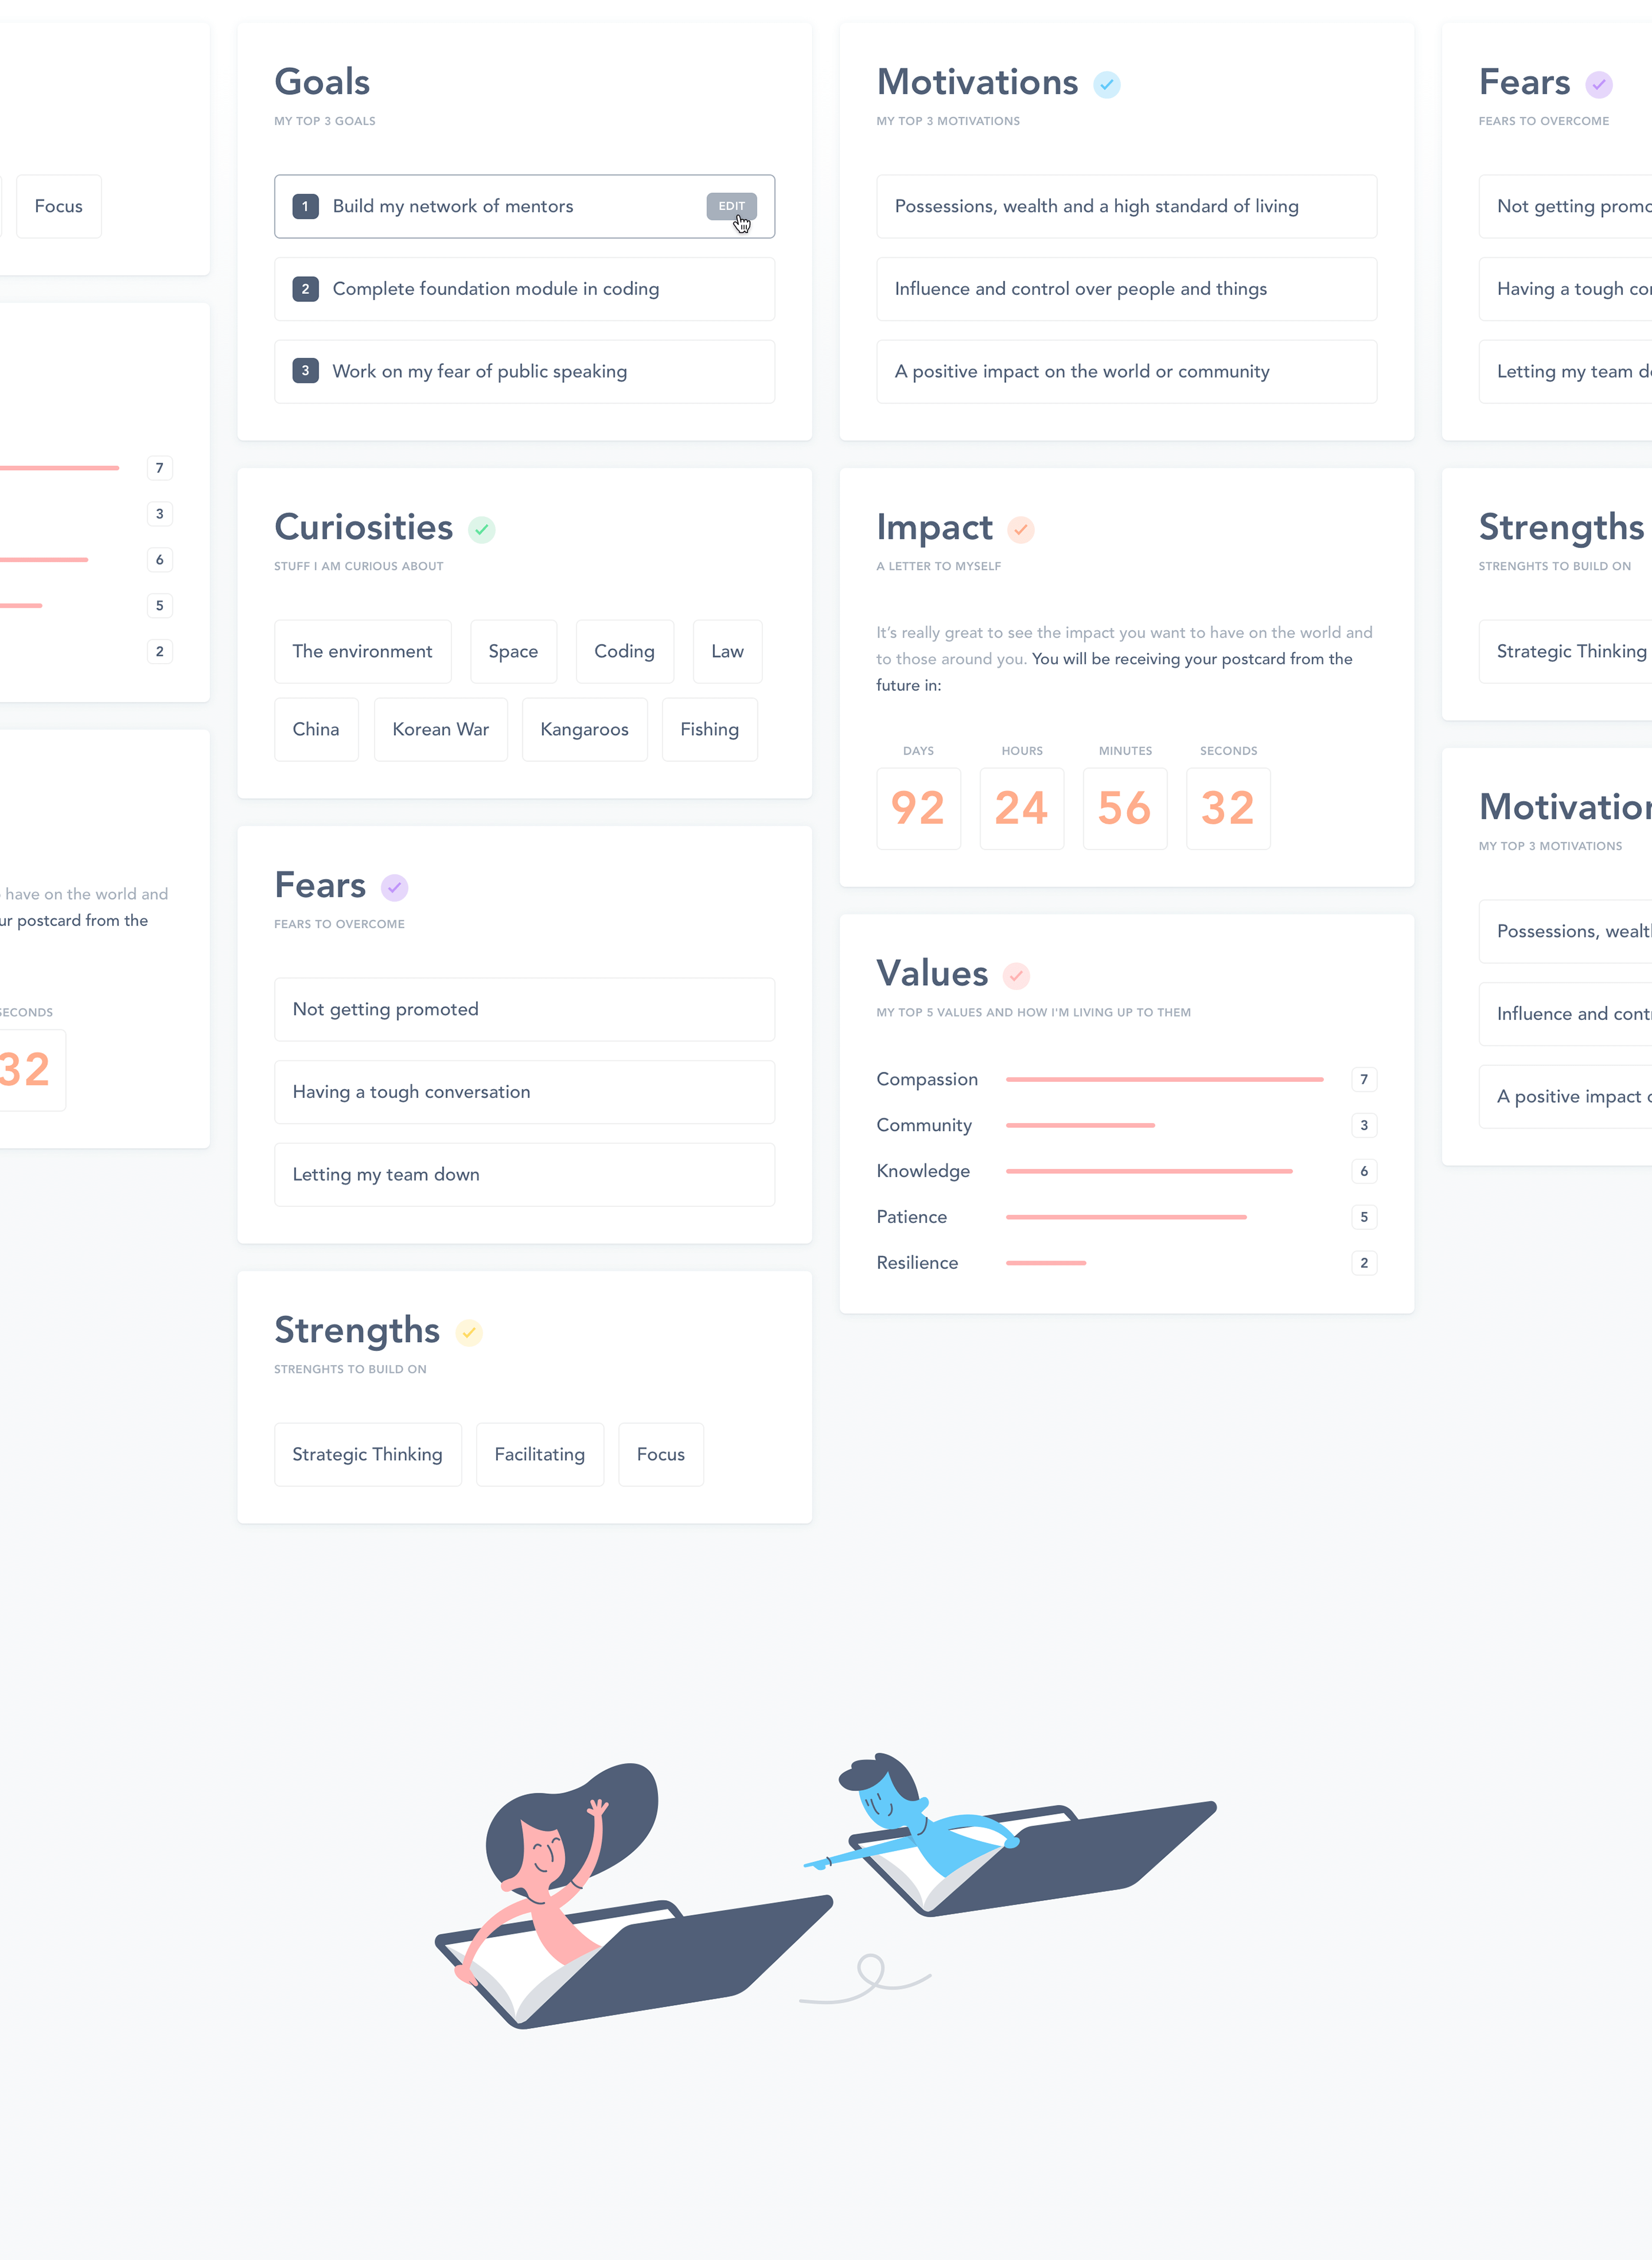 Focus
7
3
6
5
2
have on the world and
ur postcard from the
SECONDS
32
Goals
MY TOP 3 GOALS
1 Build my network of mentors EDIT
2 Complete foundation module in coding
3 Work on my fear of public speaking
Curiosities
STUFF I AM CURIOUS ABOUT
The environment Space Coding Law
China Korean War Kangaroos Fishing
Fears
FEARS TO OVERCOME
Not getting promoted
Having a tough conversation
Letting my team down
Strengths
STRENGHTS TO BUILD ON
Strategic Thinking Facilitating Focus
Motivations
MY TOP 3 MOTIVATIONS
Possessions, wealth and a high standard of living
Influence and control over people and things
A positive impact on the world or community
Impact
A LETTER TO MYSELF
It’s really great to see the impact you want to have on the world and
to those around you. You will be receiving your postcard from the
future in:
DAYS HOURS MINUTES SECONDS
92 24 56 32
Values
MY TOP 5 VALUES AND HOW I'M LIVING UP TO THEM
Compassion 7
Community 3
Knowledge 6
Patience 5
Resilience 2
Fears
FEARS TO OVERCOME
Not getting promo
Having a tough co
Letting my team d
Strengths
STRENGHTS TO BUILD ON
Strategic Thinking
Motivation
MY TOP 3 MOTIVATIONS
Possessions, wealt
Influence and cont
A positive impact